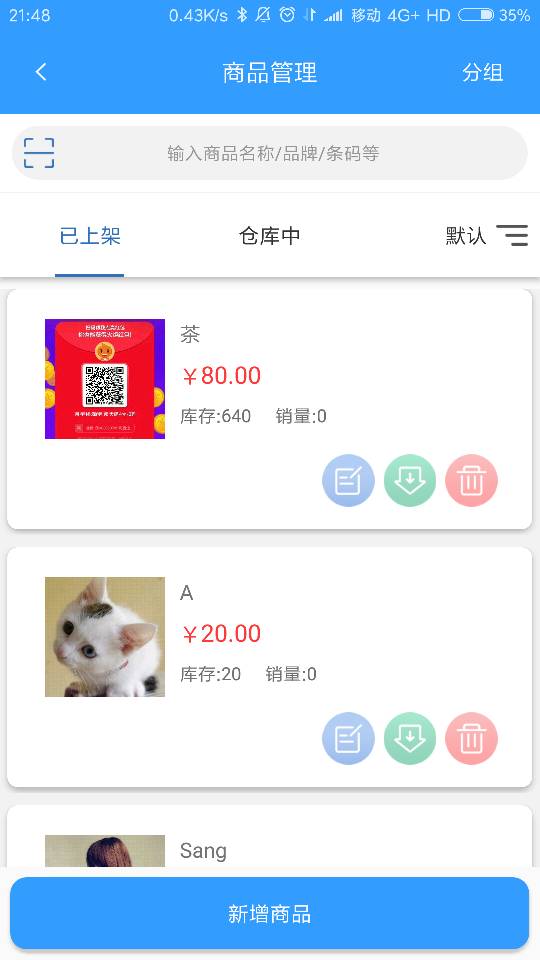 21:48 0.43K/s 移动 4G+ HD 35%
商品管理 分组
输入商品名称/品牌/条码等
已上架 仓库中 默认
茶
￥80.00
库存:640 销量:0
A
￥20.00
库存:20 销量:0
Sang
新增商品